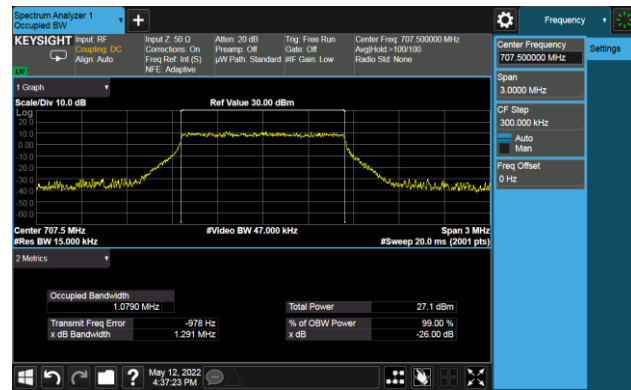 Spectrum Analyzer 1
Occupied BW
+
Frequency
KEYSIGHT
Input: RF
Coupling: DC
Align: Auto
Input Z: 50 Ω
Corrections: On
Freq Ref: Int (S)
NFE: Adaptive
Atten: 20 dB
Preamp: Off
µW Path: Standard
Trig: Free Run
Gate: Off
#IF Gain: Low
Center Freq: 707.500000 MHz
Avg|Hold:>100/100
Radio Std: None
Center Frequency
707.500000 MHz
Settings
Span
3.0000 MHz
CF Step
300.000 kHz
Auto
Man
Freq Offset
0 Hz
1 Graph
Scale/Div 10.0 dB
Ref Value 30.00 dBm
Log
20.0
10.0
0.00
-10.0
-20.0
-30.0
-40.0
-50.0
-60.0
Center 707.5 MHz
#Video BW 47.000 kHz
Span 3 MHz
#Res BW 15.000 kHz
#Sweep 20.0 ms (2001 pts)
2 Metrics
Occupied Bandwidth
1.0790 MHz
Total Power 27.1 dBm
Transmit Freq Error -978 Hz
% of OBW Power 99.00 %
x dB Bandwidth 1.291 MHz
x dB -26.00 dB
?
May 12, 2022
4:37:23 PM